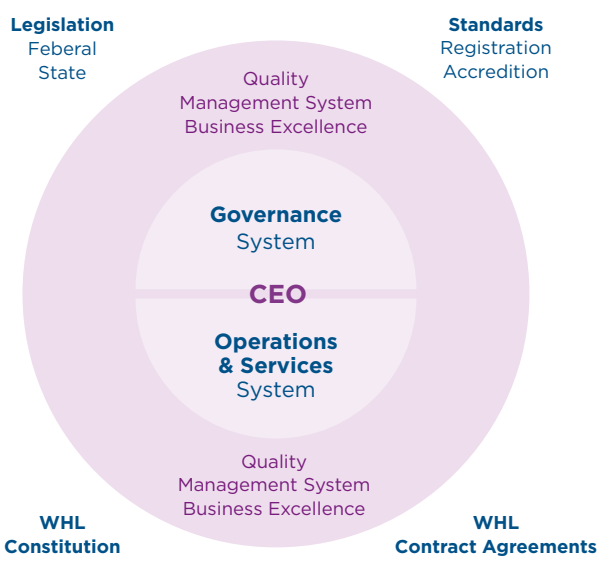 Legislation
Feberal
State
Standards
Registration
Accredition
Quality
Management System
Business Excellence
Governance
System
CEO
Operations
& Services
System
Quality
Management System
Business Excellence
WHL
Constitution
WHL
Contract Agreements